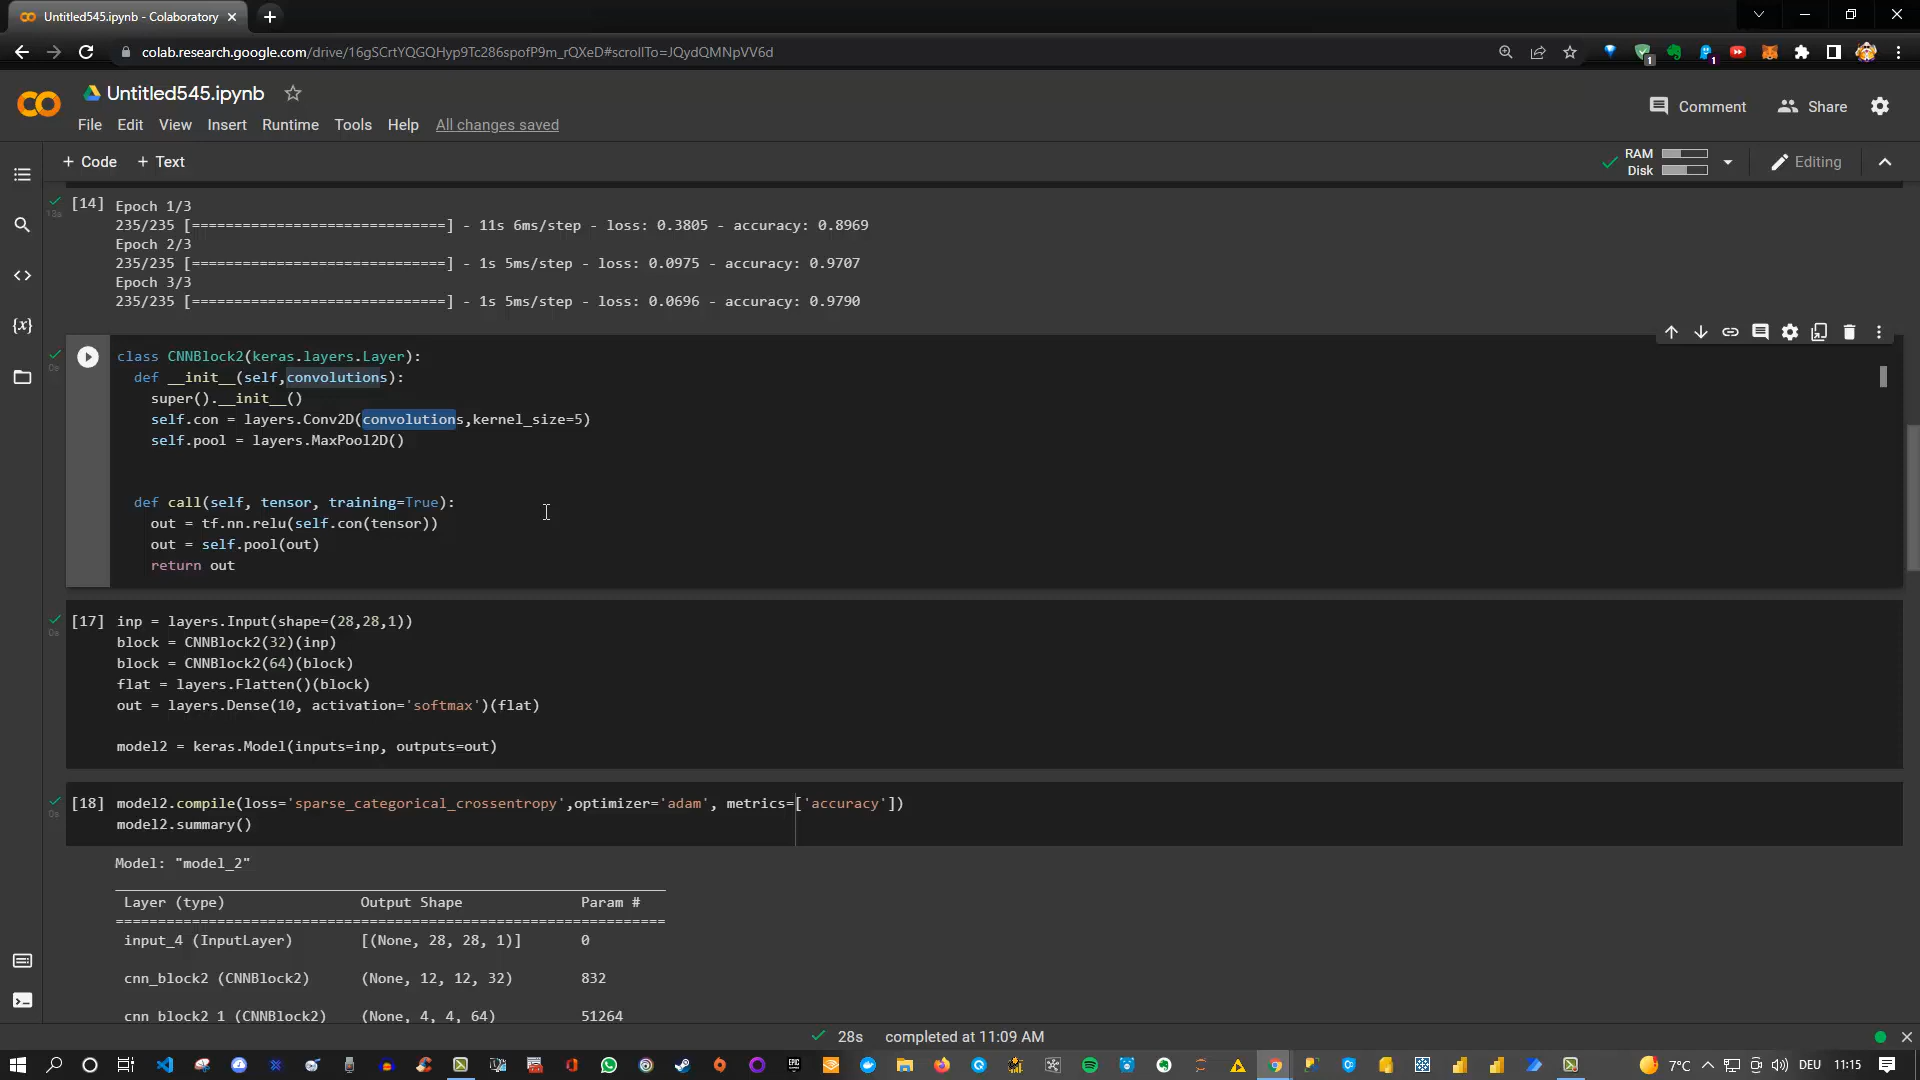 Untitled545.ipynb - Colaboratory
colab.research.google.com/drive/16gSCrtYQGQHyp9Tc286spofP9m_rQXeD#scrollTo=JQydQMNpVV6d
1
1
Untitled545.ipynb
Comment
Share
File Edit View Insert Runtime Tools Help All changes saved
+ Code + Text
RAM
Disk
Editing
[14]
13s
Epoch 1/3
235/235 [==============================] - 11s 6ms/step - loss: 0.3805 - accuracy: 0.8969
Epoch 2/3
235/235 [==============================] - 1s 5ms/step - loss: 0.0975 - accuracy: 0.9707
Epoch 3/3
235/235 [==============================] - 1s 5ms/step - loss: 0.0696 - accuracy: 0.9790
0s
class CNNBlock2(keras.layers.Layer):
  def __init__(self,convolutions):
    super().__init__()
    self.con = layers.Conv2D(convolutions,kernel_size=5)
    self.pool = layers.MaxPool2D()
  def call(self, tensor, training=True):
    out = tf.nn.relu(self.con(tensor))
    out = self.pool(out)
    return out
[17] inp = layers.Input(shape=(28,28,1))
0s
block = CNNBlock2(32)(inp)
block = CNNBlock2(64)(block)
flat = layers.Flatten()(block)
out = layers.Dense(10, activation='softmax')(flat)
model2 = keras.Model(inputs=inp, outputs=out)
[18] model2.compile(loss='sparse_categorical_crossentropy',optimizer='adam', metrics=['accuracy'])
0s
model2.summary()
Model: "model_2"
Layer (type) Output Shape Param #
=================================================================
input_4 (InputLayer) [(None, 28, 28, 1)] 0
cnn_block2 (CNNBlock2) (None, 12, 12, 32) 832
cnn_block2_1 (CNNBlock2) (None, 4, 4, 64) 51264
28s completed at 11:09 AM
7°C
DEU
11:15